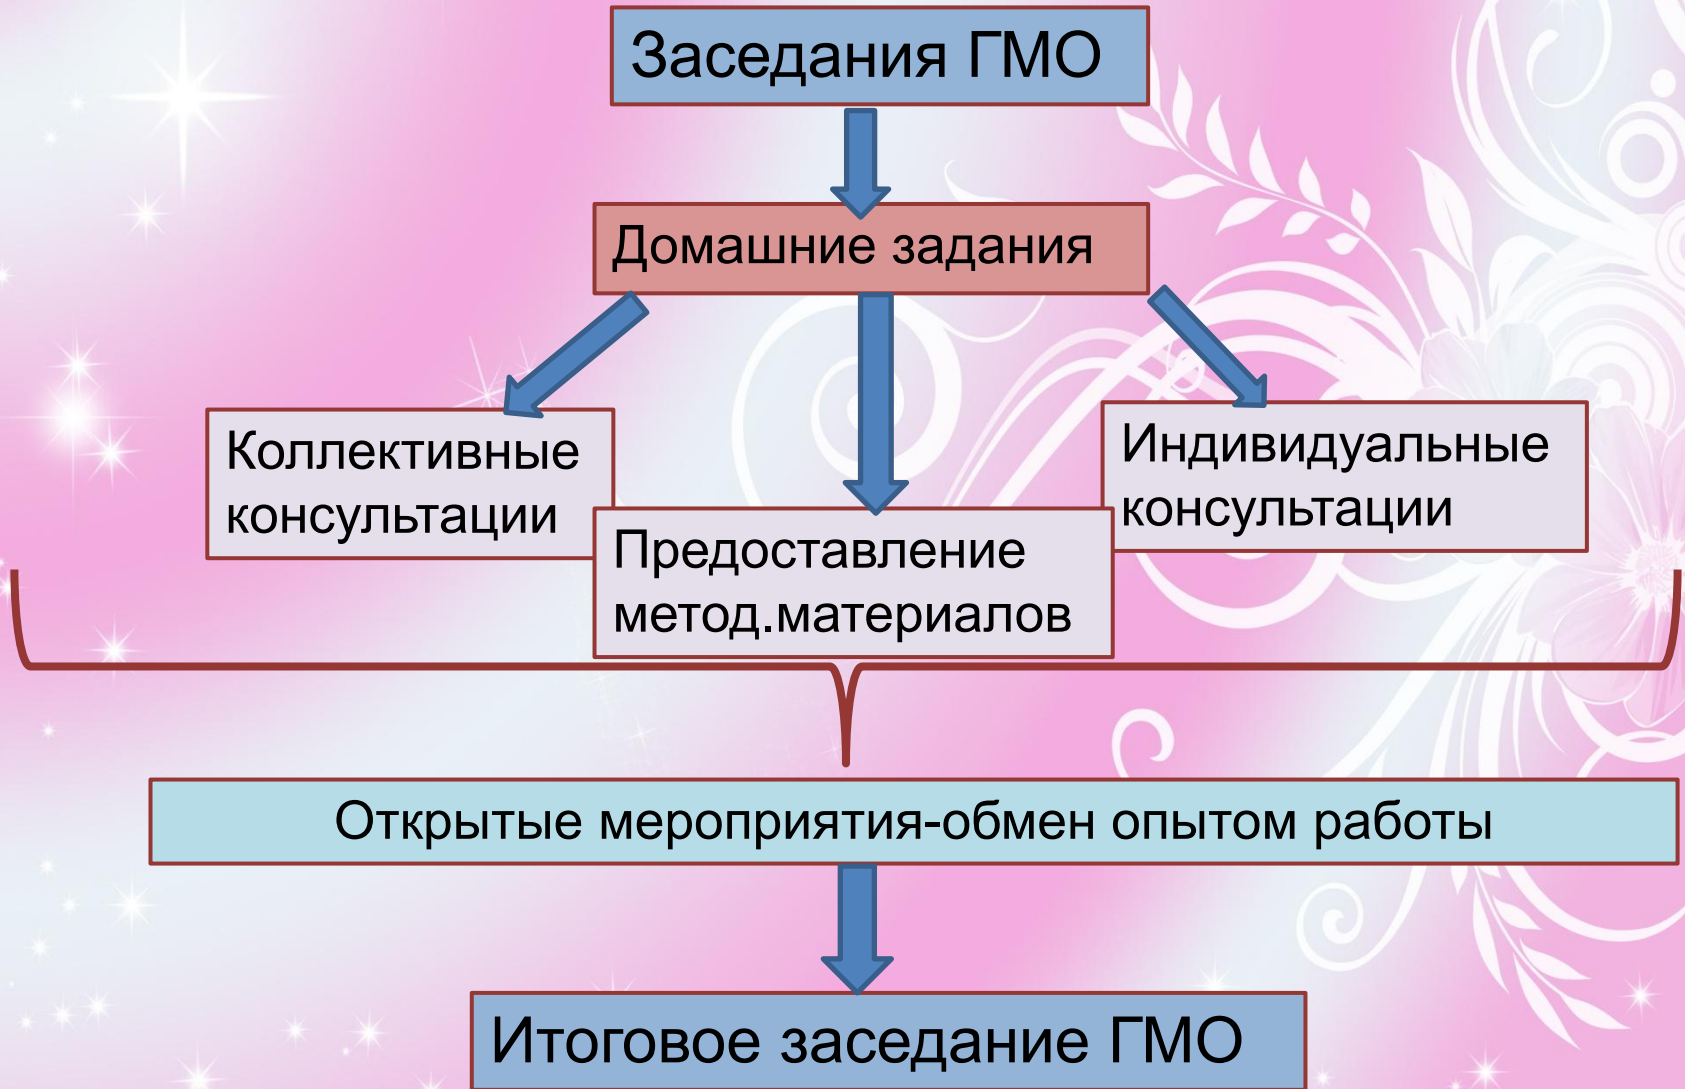 Заседания ГМО
Домашние задания
Коллективные
консультации
Предоставление
метод.материалов
Индивидуальные
консультации
Открытые мероприятия-обмен опытом работы
Итоговое заседание ГМО